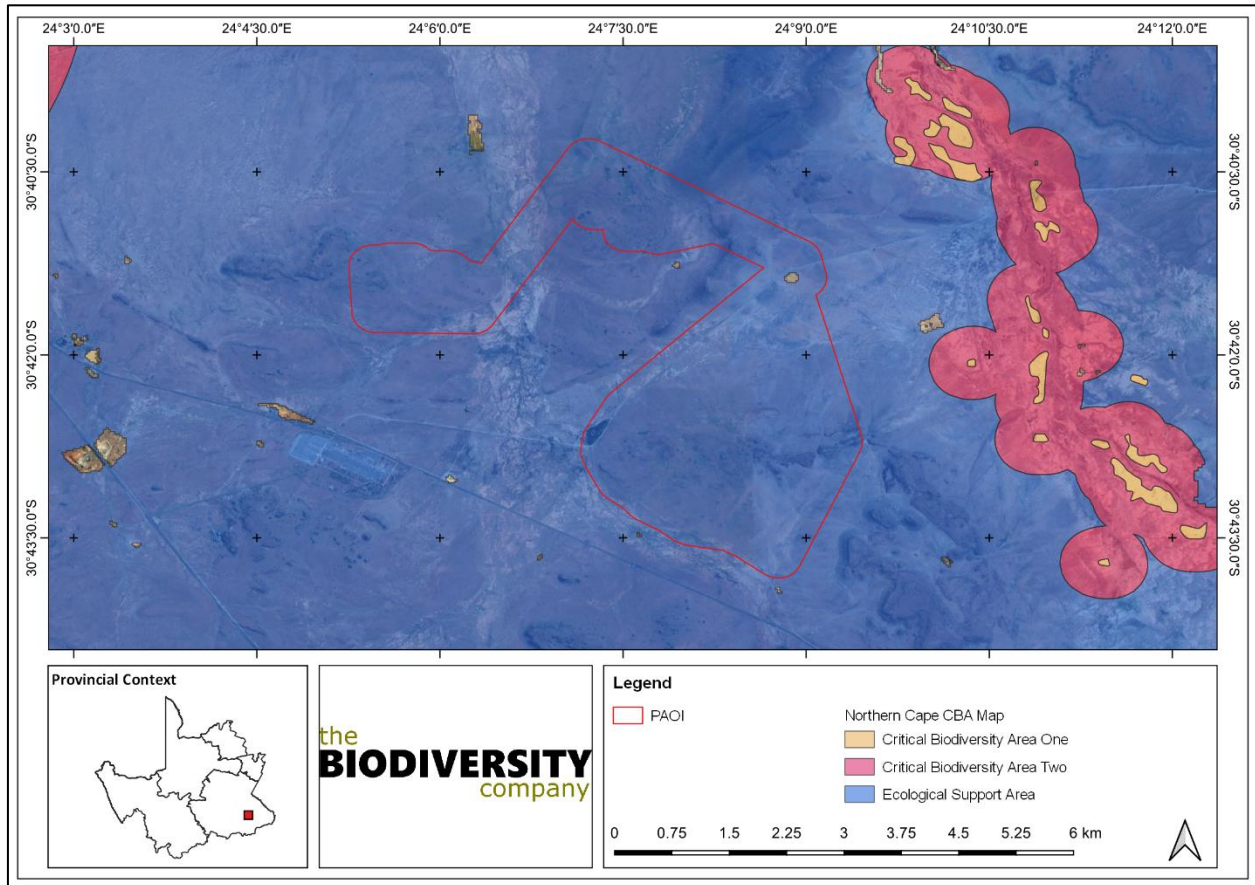 24°3'0.0"E 24°4'30.0"E 24°6'0.0"E 24°7'30.0"E 24°9'0.0"E 24°10'30.0"E 24°12'0.0"E
30°40'30.0"S 30°40'30.0"S
30°42'0.0"S 30°42'0.0"S
30°43'30.0"S 30°43'30.0"S
Provincial Context
the
BIODIVERSITY
company
Legend
PAOI
Northern Cape CBA Map
Critical Biodiversity Area One
Critical Biodiversity Area Two
Ecological Support Area
0 0.75 1.5 2.25 3 3.75 4.5 5.25 6 km